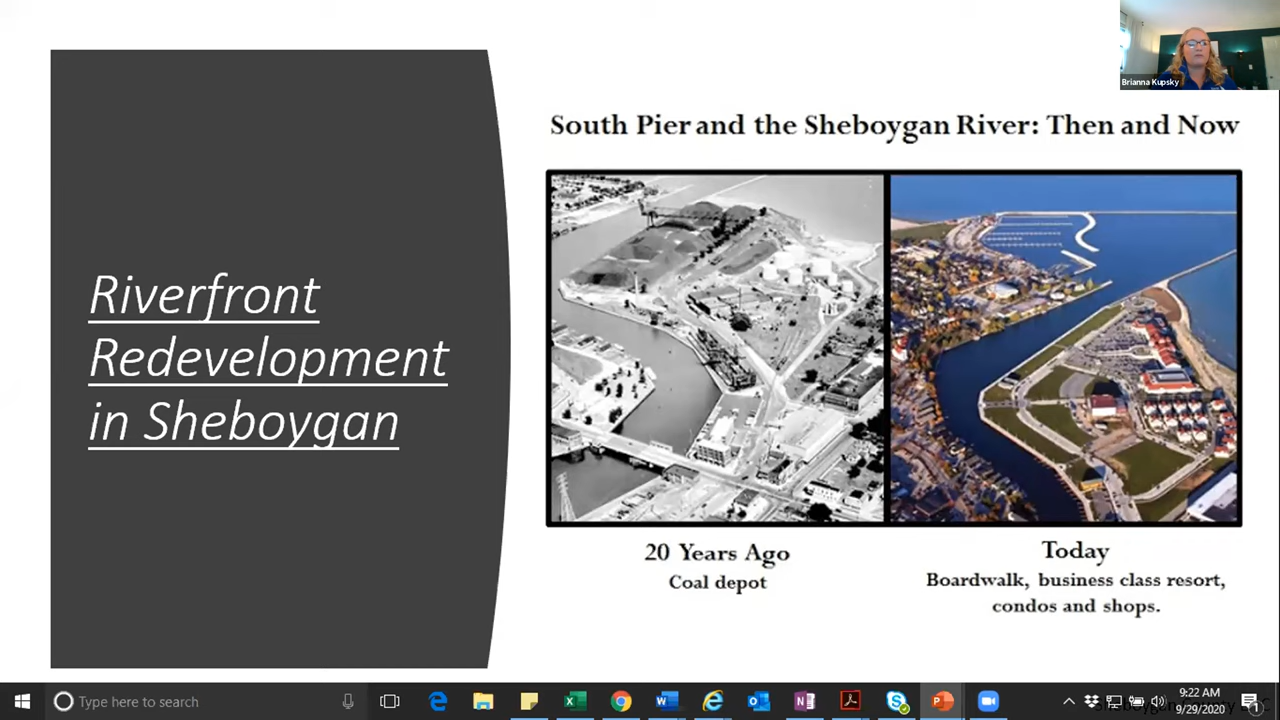 Brianna Kupsky
South Pier and the Sheboygan River: Then and Now
Riverfront
Redevelopment
in Sheboygan
20 Years Ago
Coal depot
Today
Boardwalk, business class resort,
condos and shops.
Type here to search
9:22 AM
9/29/2020